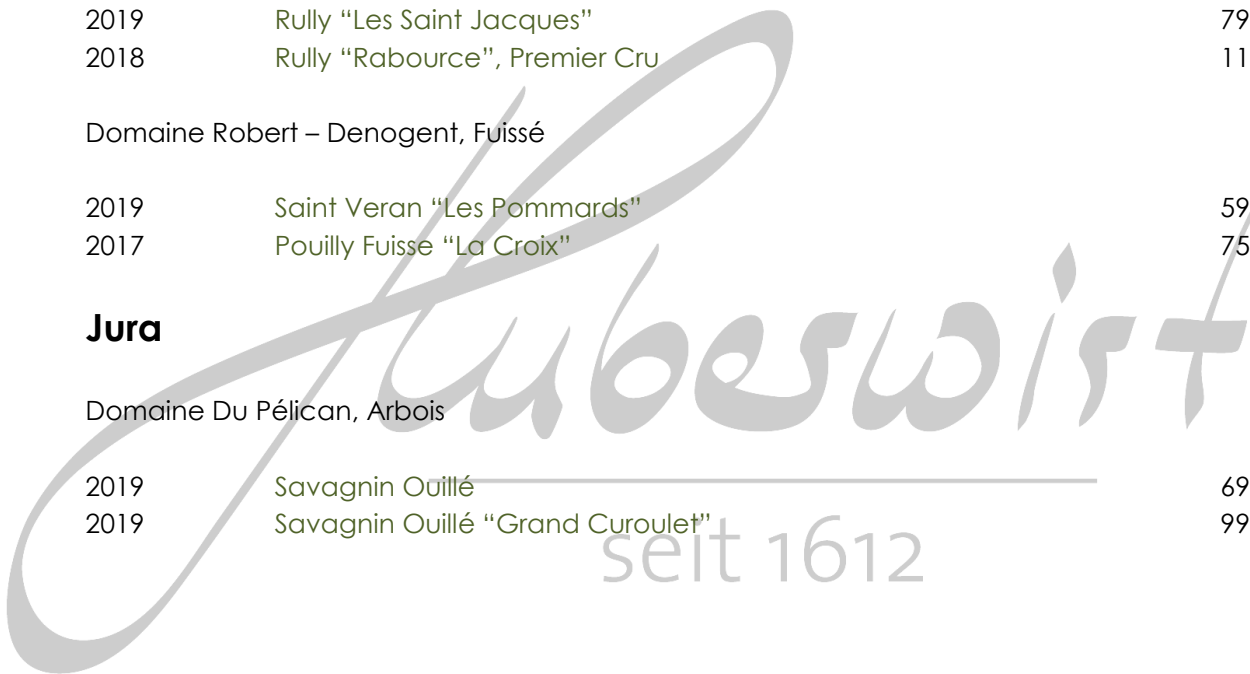 2019 Rully “Les Saint Jacques” 79
2018 Rully “Rabource”, Premier Cru 11
Domaine Robert – Denogent, Fuissé
2019 Saint Veran “Les Pommards” 59
2017 Pouilly Fuisse “La Croix” 75
Jura
Domaine Du Pélican, Arbois
2019 Savagnin Ouillé 69
2019 Savagnin Ouillé “Grand Curoulet” 99
Hubeswirt
seit 1612